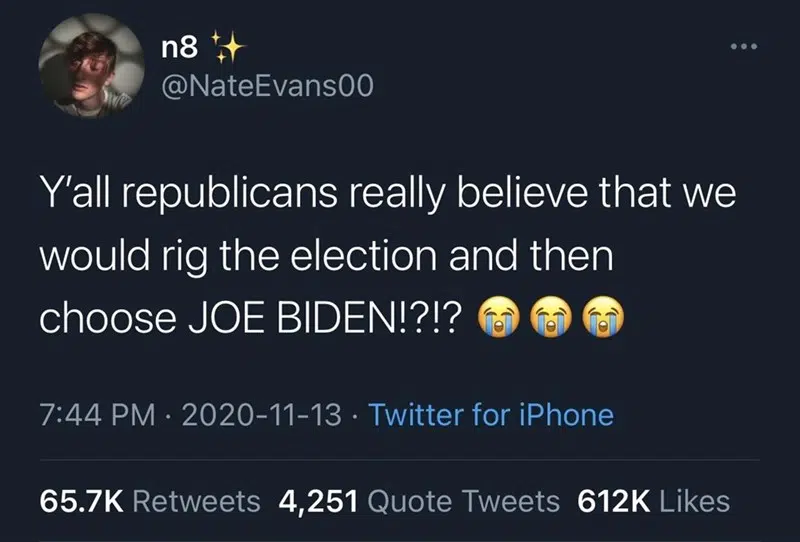 n8 ✨
@NateEvans00
Y'all republicans really believe that we
would rig the election and then
choose JOE BIDEN!?!? 😭😭😭
7:44 PM · 2020-11-13 · Twitter for iPhone
65.7K Retweets 4,251 Quote Tweets 612K Likes